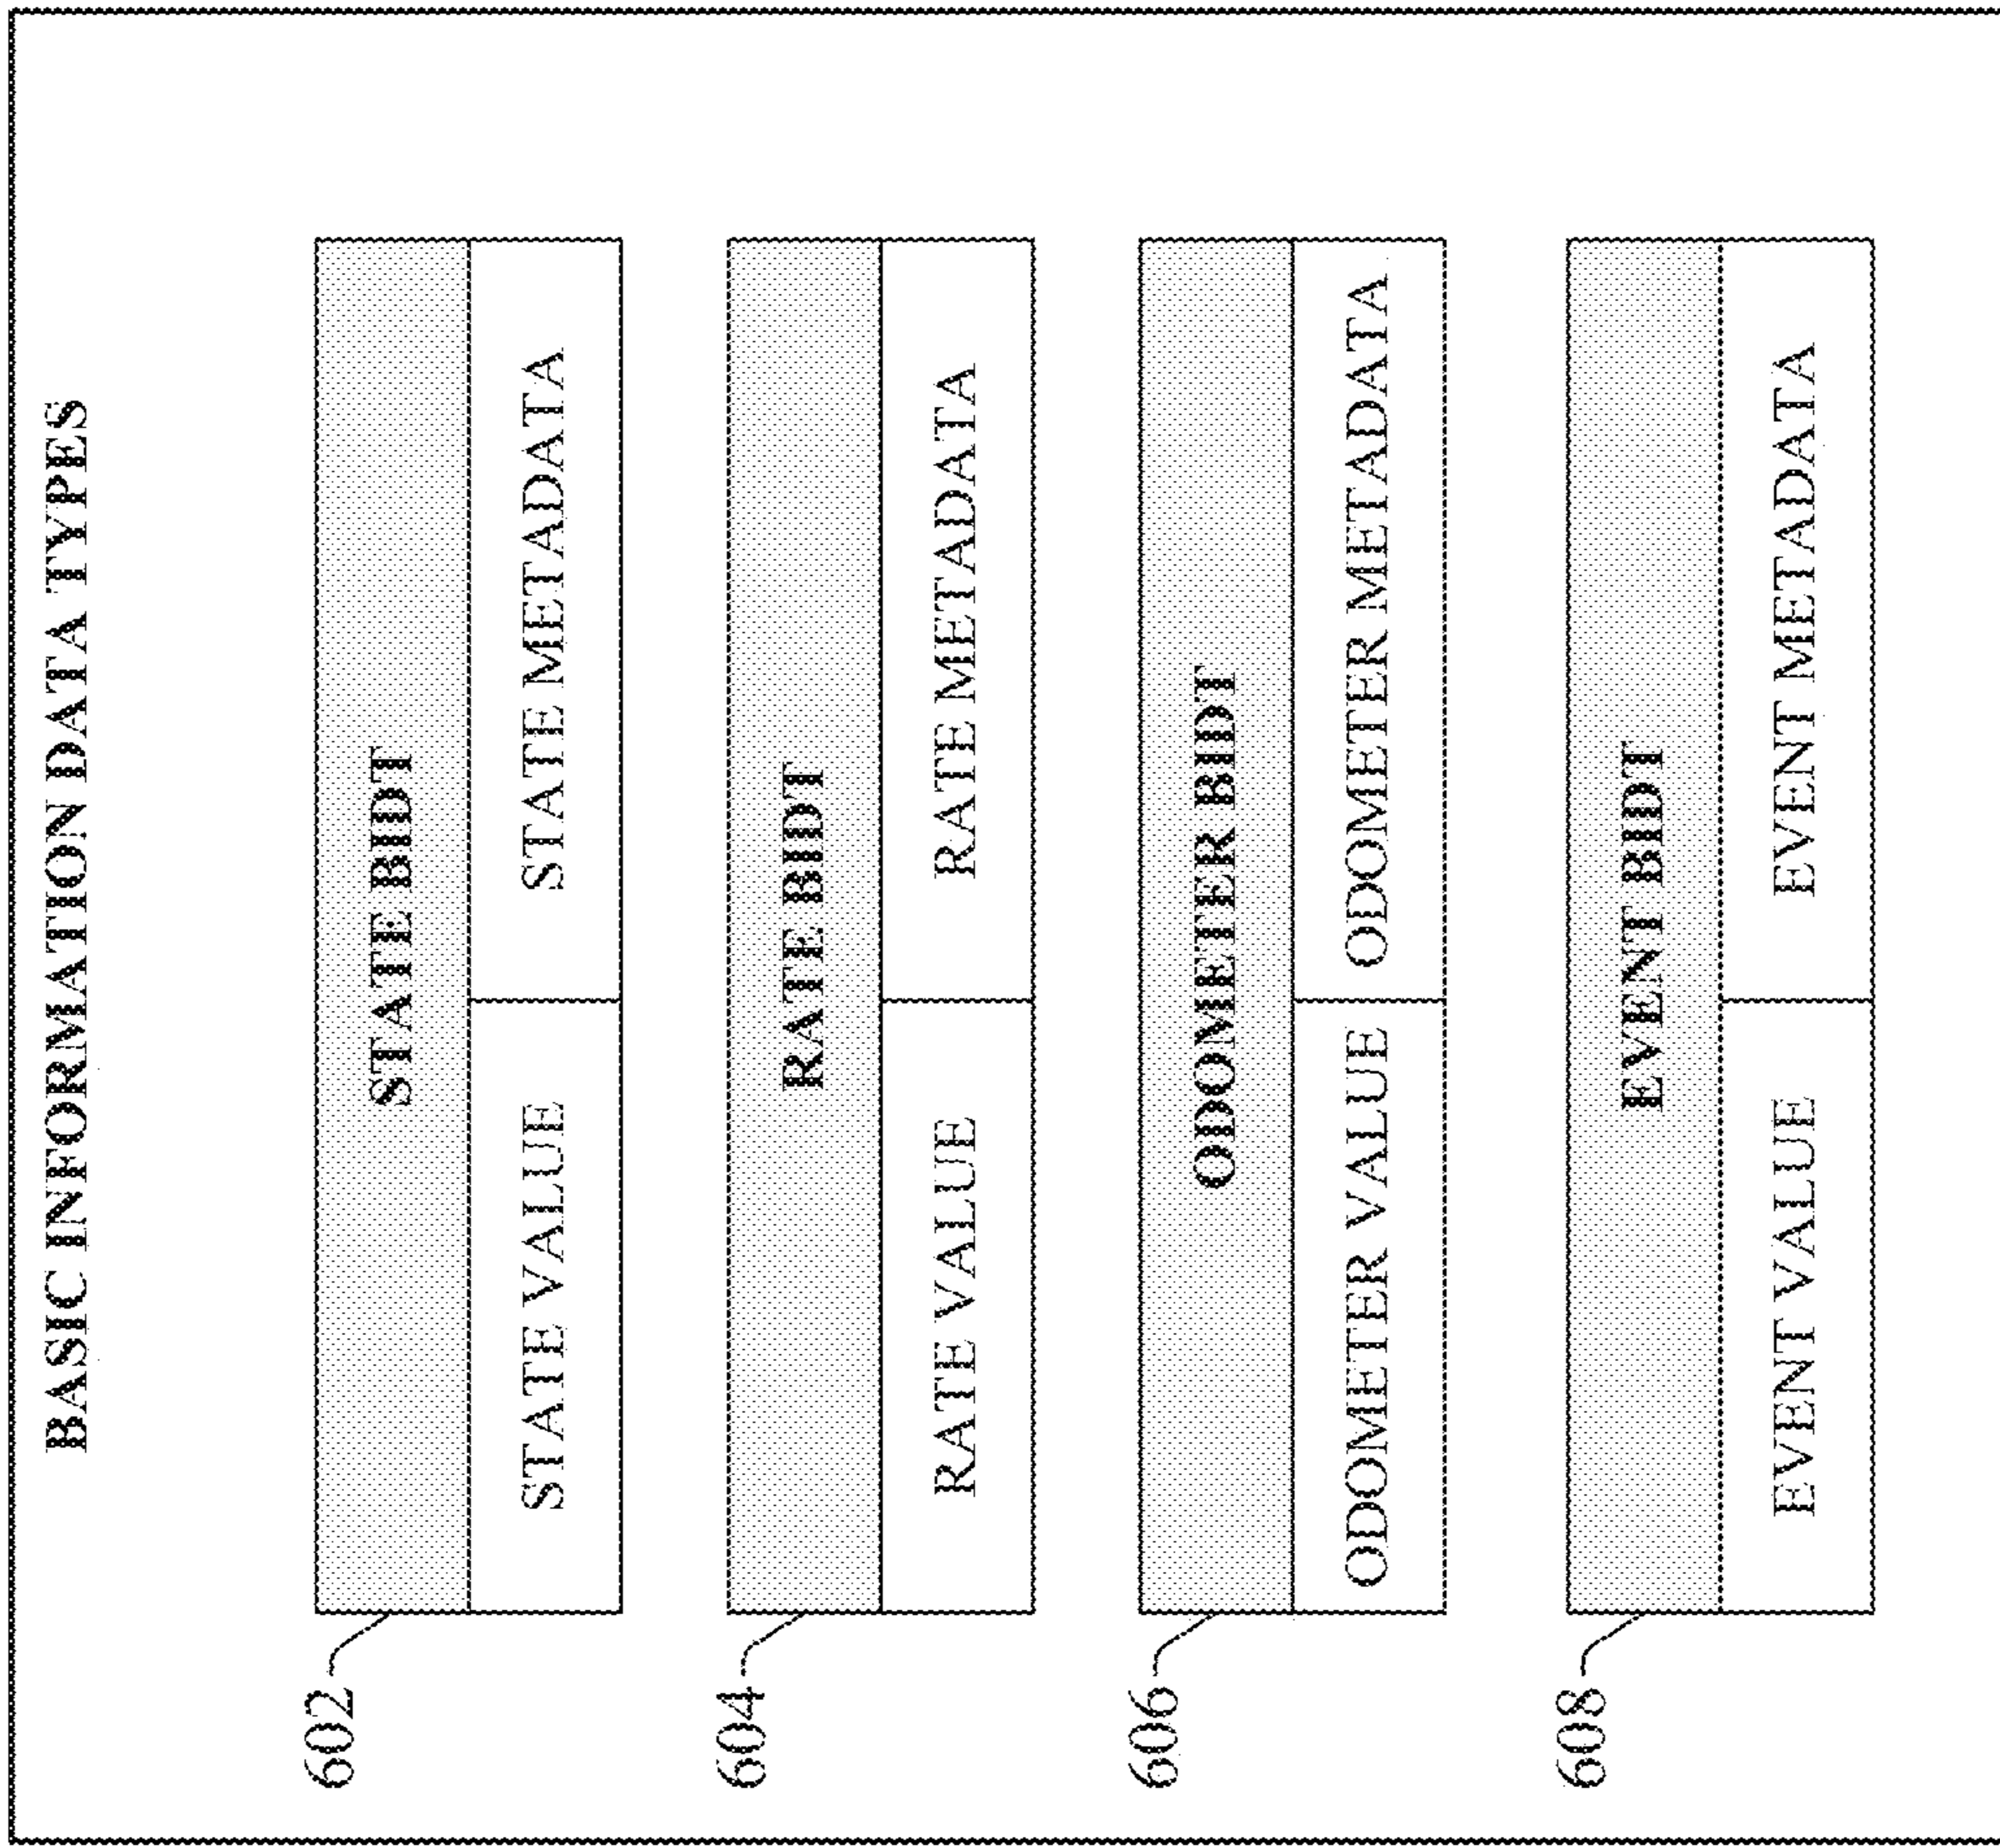 BASIC INFORMATION DATA TYPES
602
STATE BIDT
STATE VALUE
STATE METADATA
604
RATE BIDT
RATE VALUE
RATE METADATA
606
ODOMETER BIDT
ODOMETER VALUE
ODOMETER METADATA
608
EVENT BIDT
EVENT VALUE
EVENT METADATA